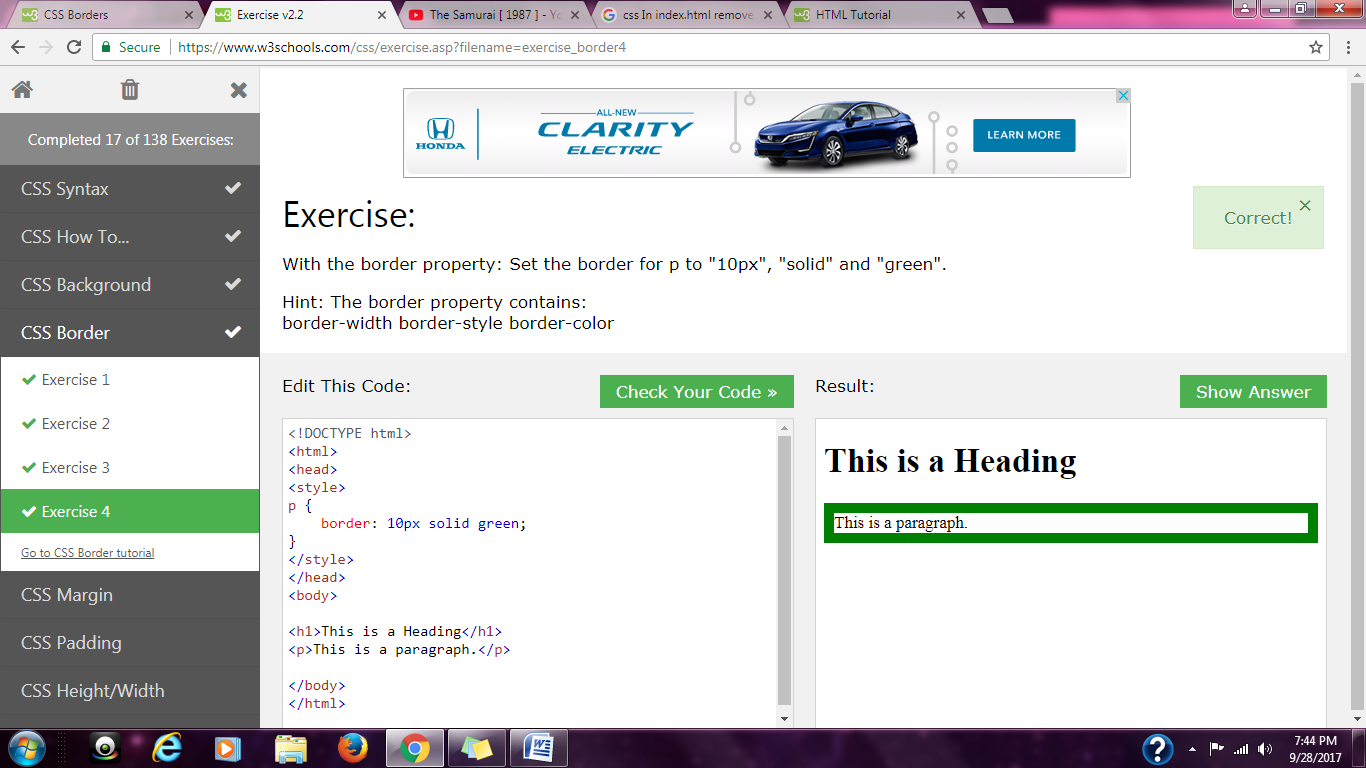 CSS Borders
Exercise v2.2
The Samurai [ 1987 ] - Yo
css In index.html remove
HTML Tutorial
Secure
https://www.w3schools.com/css/exercise.asp?filename=exercise_border4
Completed 17 of 138 Exercises:
CSS Syntax
CSS How To...
CSS Background
CSS Border
Exercise 1
Exercise 2
Exercise 3
Exercise 4
Go to CSS Border tutorial
CSS Margin
CSS Padding
CSS Height/Width
HONDA
ALL-NEW
CLARITY
ELECTRIC
LEARN MORE
Exercise:
Correct!
With the border property: Set the border for p to "10px", "solid" and "green".
Hint: The border property contains:
border-width border-style border-color
Edit This Code:
Check Your Code »
<!DOCTYPE html>
<html>
<head>
<style>
p {
    border: 10px solid green;
}
</style>
</head>
<body>
<h1>This is a Heading</h1>
<p>This is a paragraph.</p>
</body>
</html>
Result:
Show Answer
This is a Heading
This is a paragraph.
7:44 PM
9/28/2017